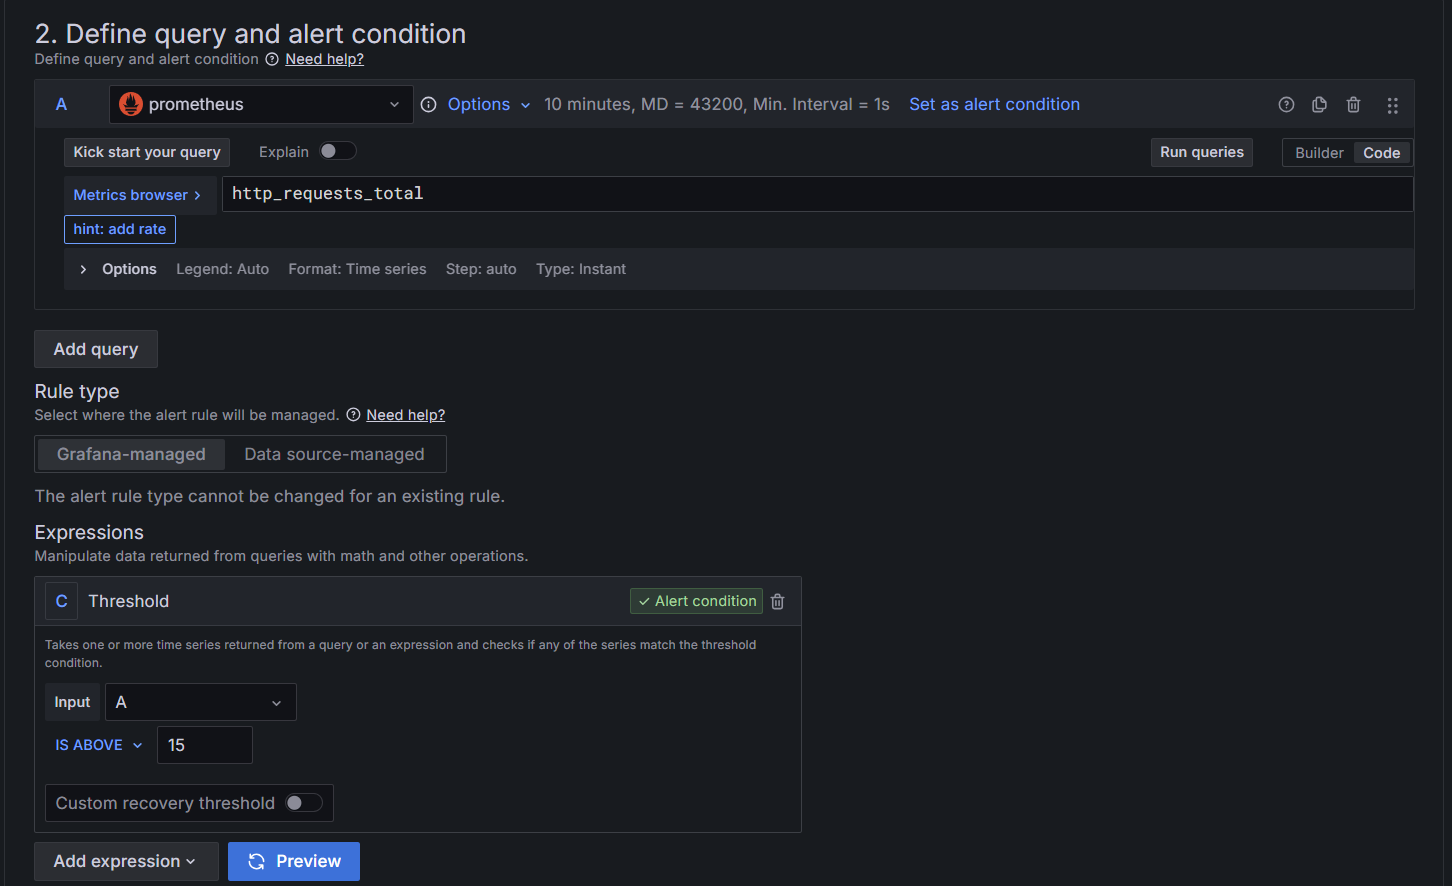 2. Define query and alert condition
Define query and alert condition Need help?
A prometheus Options 10 minutes, MD = 43200, Min. Interval = 1s Set as alert condition
Kick start your query Explain Run queries Builder Code
Metrics browser > http_requests_total
hint: add rate
Options Legend: Auto Format: Time series Step: auto Type: Instant
Add query
Rule type
Select where the alert rule will be managed. Need help?
Grafana-managed Data source-managed
The alert rule type cannot be changed for an existing rule.
Expressions
Manipulate data returned from queries with math and other operations.
C Threshold Alert condition
Takes one or more time series returned from a query or an expression and checks if any of the series match the threshold
condition.
Input A
IS ABOVE 15
Custom recovery threshold
Add expression Preview